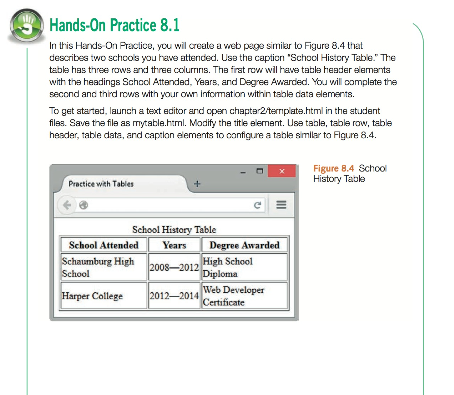 Hands-On Practice 8.1
In this Hands-On Practice, you will create a web page similar to Figure 8.4 that
describes two schools you have attended. Use the caption "School History Table." The
table has three rows and three columns. The first row will have table header elements
with the headings School Attended, Years, and Degree Awarded. You will complete the
second and third rows with your own information within table data elements.
To get started, launch a text editor and open chapter2/template.html in the student
files. Save the file as mytable.html. Modify the title element. Use table, table row, table
header, table data, and caption elements to configure a table similar to Figure 8.4.
Figure 8.4 School
History Table
Practice with Tables
School History Table
School Attended Years Degree Awarded
Schaumburg High School 2008—2012 High School Diploma
Harper College 2012—2014 Web Developer Certificate